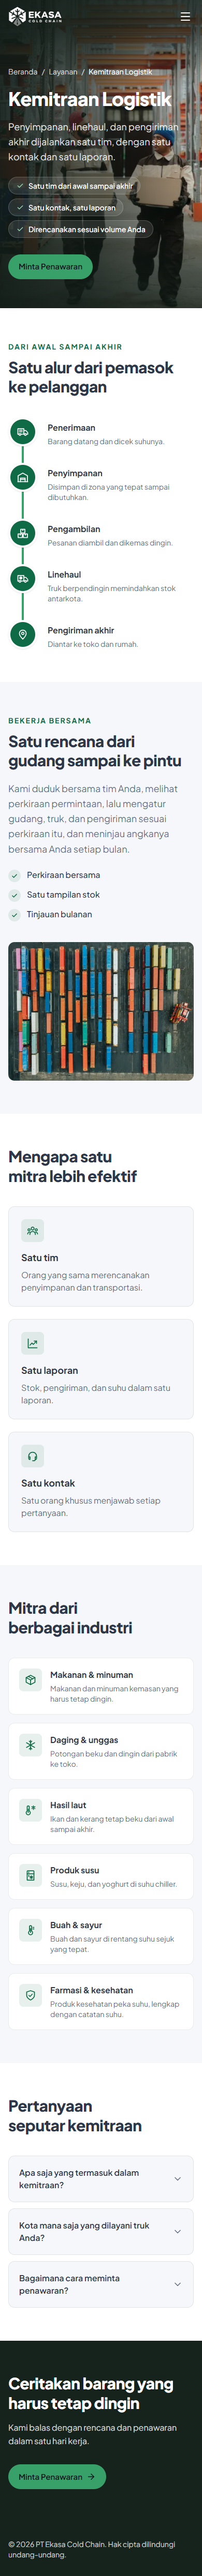 EKASA
COLD CHAIN
Beranda / Layanan / Kemitraan Logistik
Kemitraan Logistik
Penyimpanan, linehaul, dan pengiriman
akhir dijalankan satu tim, dengan satu
kontak dan satu laporan.
Satu tim dari awal sampai akhir
Satu kontak, satu laporan
Direncanakan sesuai volume Anda
Minta Penawaran
DARI AWAL SAMPAI AKHIR
Satu alur dari pemasok
ke pelanggan
Penerimaan
Barang datang dan dicek suhunya.
Penyimpanan
Disimpan di zona yang tepat sampai
dibutuhkan.
Pengambilan
Pesanan diambil dan dikemas dingin.
Linehaul
Truk berpendingin memindahkan stok
antarkota.
Pengiriman akhir
Diantar ke toko dan rumah.
BEKERJA BERSAMA
Satu rencana dari
gudang sampai ke pintu
Kami duduk bersama tim Anda, melihat
perkiraan permintaan, lalu mengatur
gudang, truk, dan pengiriman sesuai
perkiraan itu, dan meninjau angkanya
bersama Anda setiap bulan.
Perkiraan bersama
Satu tampilan stok
Tinjauan bulanan
Mengapa satu
mitra lebih efektif
Satu tim
Orang yang sama merencanakan
penyimpanan dan transportasi.
Satu laporan
Stok, pengiriman, dan suhu dalam satu
laporan.
Satu kontak
Satu orang khusus menjawab setiap
pertanyaan.
Mitra dari
berbagai industri
Makanan & minuman
Makanan dan minuman kemasan yang
harus tetap dingin.
Daging & unggas
Potongan beku dan dingin dari pabrik
ke toko.
Hasil laut
Ikan dan kerang tetap beku dari awal
sampai akhir.
Produk susu
Susu, keju, dan yoghurt di suhu chiller.
Buah & sayur
Buah dan sayur di rentang suhu sejuk
yang tepat.
Farmasi & kesehatan
Produk kesehatan peka suhu, lengkap
dengan catatan suhu.
Pertanyaan
seputar kemitraan
Apa saja yang termasuk dalam
kemitraan?
Kota mana saja yang dilayani truk
Anda?
Bagaimana cara meminta
penawaran?
Ceritakan barang yang
harus tetap dingin
Kami balas dengan rencana dan penawaran
dalam satu hari kerja.
Minta Penawaran
© 2026 PT Ekasa Cold Chain. Hak cipta dilindungi
undang-undang.